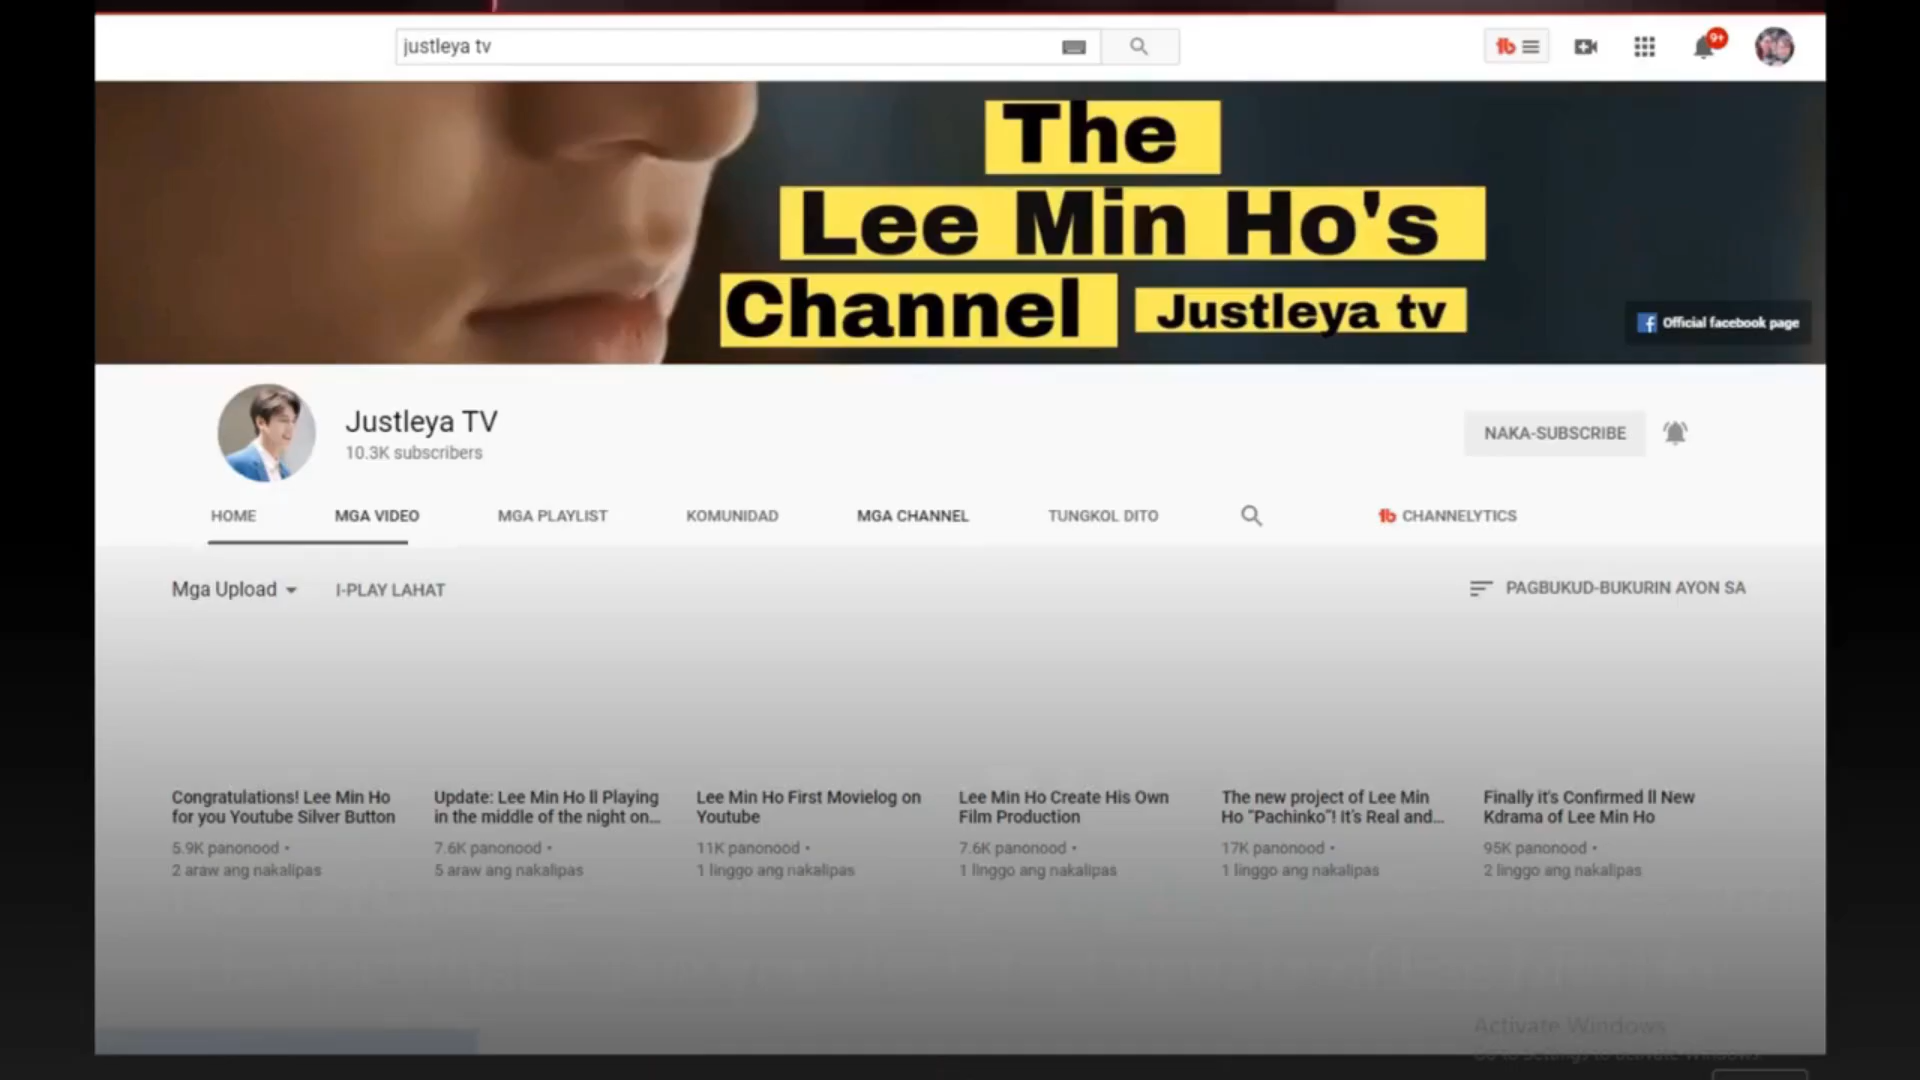 justleya tv
9+
The
Lee Min Ho's
Channel Justleya tv
Official facebook page
Justleya TV
10.3K subscribers
NAKA-SUBSCRIBE
HOME MGA VIDEO MGA PLAYLIST KOMUNIDAD MGA CHANNEL TUNGKOL DITO CHANNELYTICS
Mga Upload I-PLAY LAHAT PAGBUKUD-BUKURIN AYON SA
Congratulations! Lee Min Ho
for you Youtube Silver Button
5.9K panonood •
2 araw ang nakalipas
Update: Lee Min Ho ll Playing
in the middle of the night on...
7.6K panonood •
5 araw ang nakalipas
Lee Min Ho First Movielog on
Youtube
11K panonood •
1 linggo ang nakalipas
Lee Min Ho Create His Own
Film Production
7.6K panonood •
1 linggo ang nakalipas
The new project of Lee Min
Ho "Pachinko"! It's Real and...
17K panonood •
1 linggo ang nakalipas
Finally it's Confirmed ll New
Kdrama of Lee Min Ho
95K panonood •
2 linggo ang nakalipas
Activate Windows
Go to Settings to activate Windows.